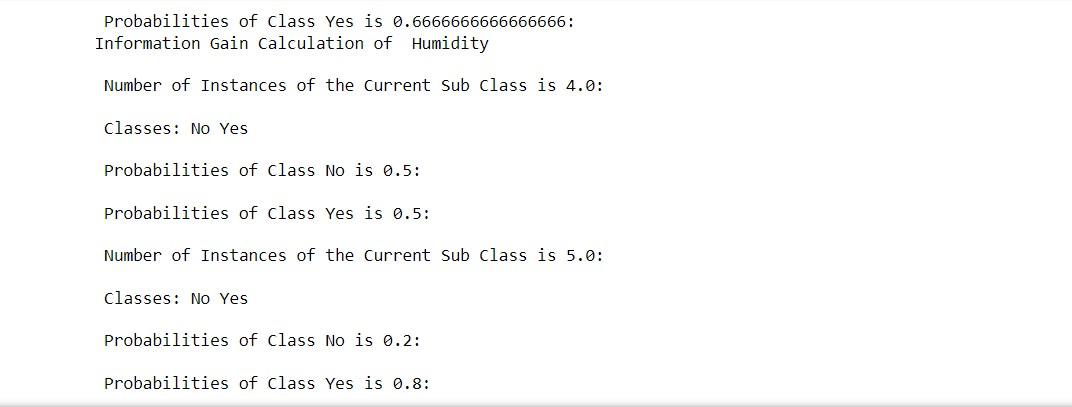 Probabilities of Class Yes is 0.6666666666666666:
Information Gain Calculation of  Humidity
Number of Instances of the Current Sub Class is 4.0:
Classes: No Yes
Probabilities of Class No is 0.5:
Probabilities of Class Yes is 0.5:
Number of Instances of the Current Sub Class is 5.0:
Classes: No Yes
Probabilities of Class No is 0.2:
Probabilities of Class Yes is 0.8: